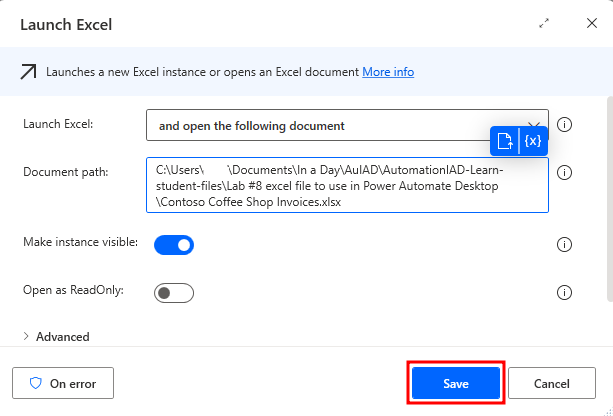 Launch Excel
Launches a new Excel instance or opens an Excel document More info
Launch Excel: and open the following document
{x}
Document path: C:\Users\ \Documents\In a Day\AuIAD\AutomationIAD-Learn-
student-files\Lab #8 excel file to use in Power Automate Desktop
\Contoso Coffee Shop Invoices.xlsx
Make instance visible:
Open as ReadOnly:
Advanced
On error Save Cancel